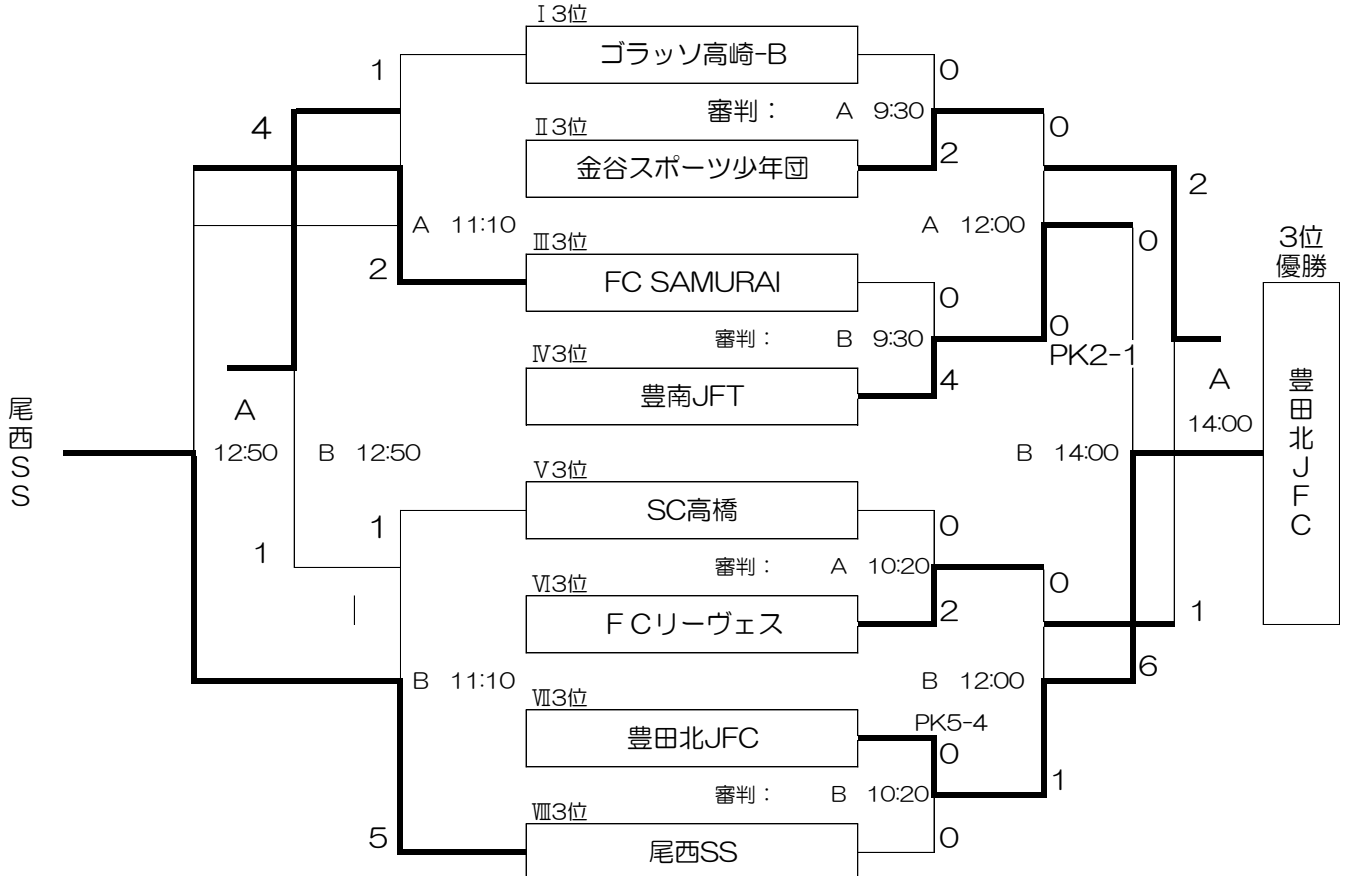 Ⅰ3位
ゴラッソ高崎-B
1
0
審判： A 9:30
4
0
Ⅱ3位
2
金谷スポーツ少年団
2
A 11:10
A 12:00
0
3位
優勝
Ⅲ3位
2
FC SAMURAI
0
審判： B 9:30
0
PK2-1
Ⅳ3位
4
豊南JFT
A
14:00
豊田北JFC
尾西SS
A
12:50
B 12:50
B 14:00
Ⅴ3位
SC高橋
1
0
1
審判： A 10:20
0
Ⅵ3位
FCリーヴェス
2
1
B 11:10
B 12:00
6
Ⅶ3位
PK5-4
豊田北JFC
0
1
審判： B 10:20
Ⅷ3位
5
0
尾西SS